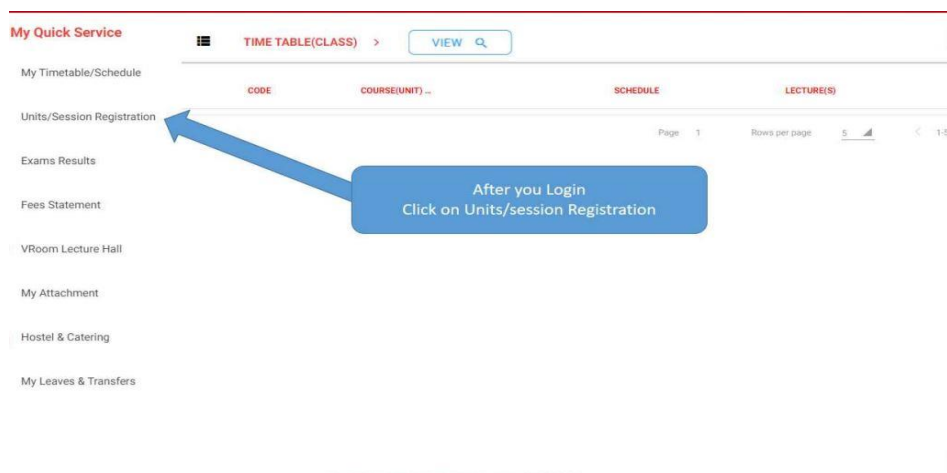 My Quick Service
TIME TABLE(CLASS) > VIEW
My Timetable/Schedule
CODE COURSE(UNIT) .. SCHEDULE LECTURE(S)
Units/Session Registration
Page 1 Rows per page 5 < 1-5
Exams Results
After you Login
Click on Units/session Registration
Fees Statement
VRoom Lecture Hall
My Attachment
Hostel & Catering
My Leaves & Transfers